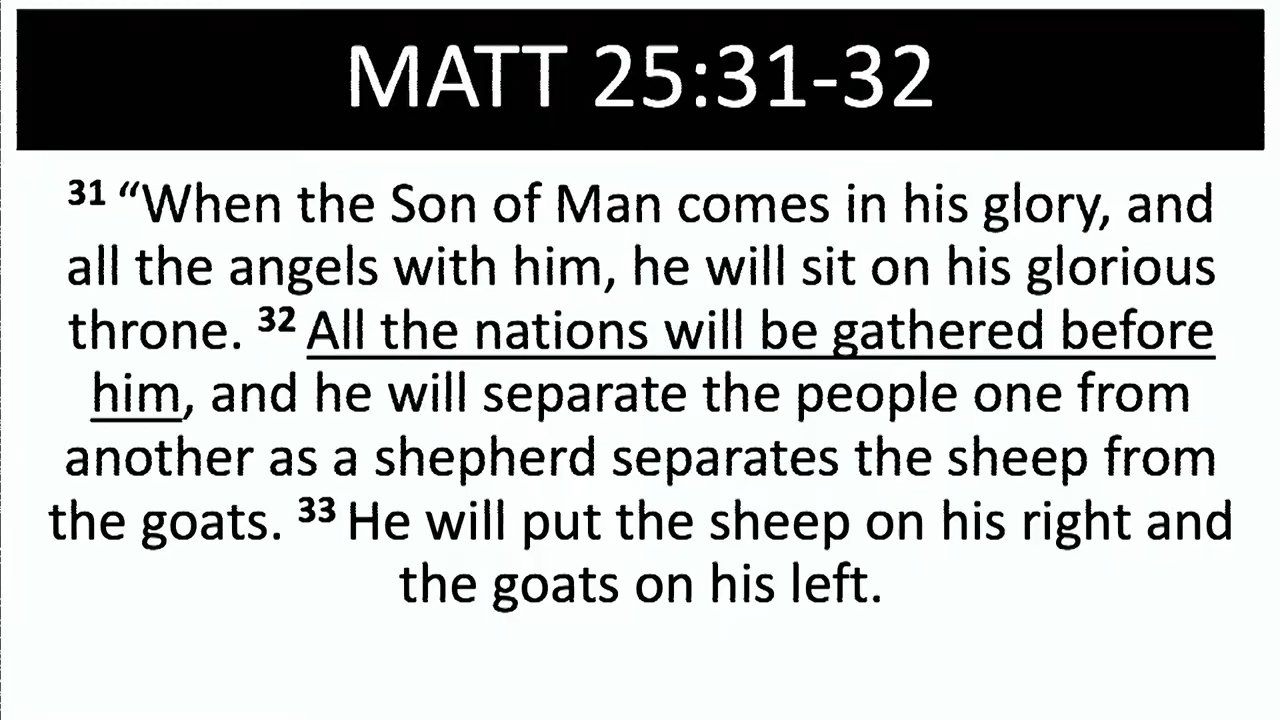 MATT 25:31-32
31 “When the Son of Man comes in his glory, and
all the angels with him, he will sit on his glorious
throne. 32 All the nations will be gathered before
him, and he will separate the people one from
another as a shepherd separates the sheep from
the goats. 33 He will put the sheep on his right and
the goats on his left.